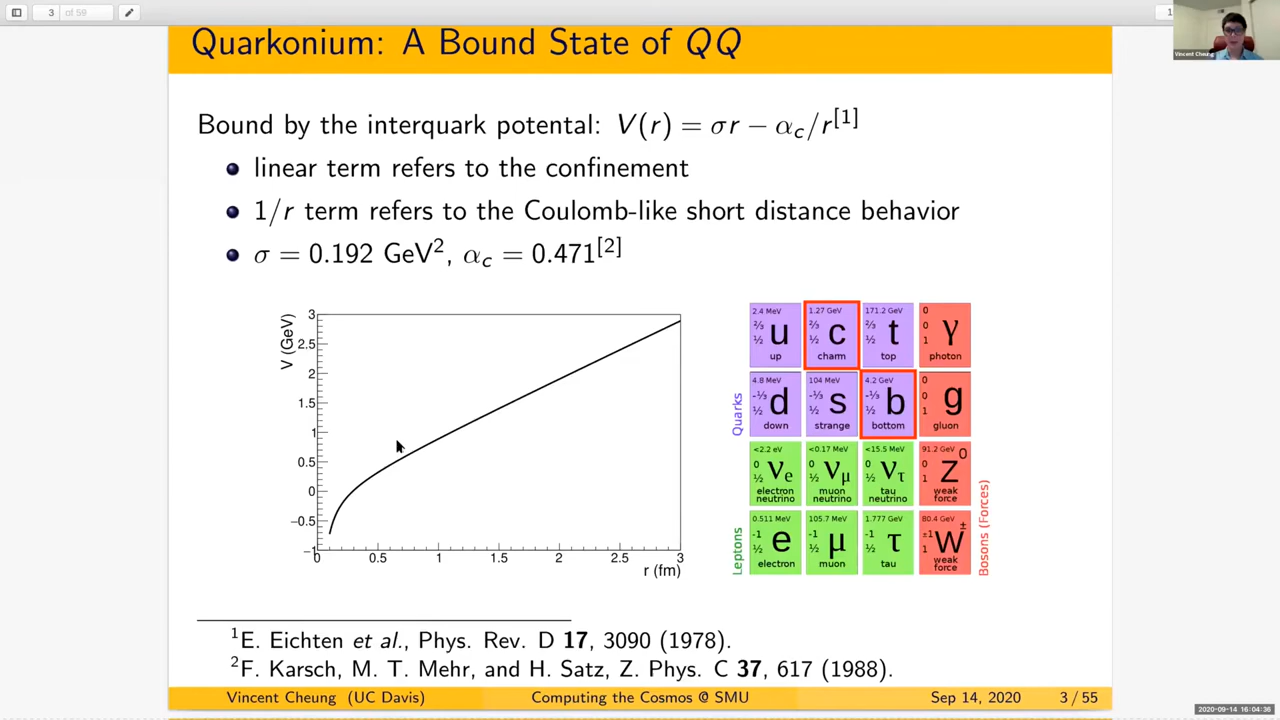 3 of 59
Vincent Cheung
Quarkonium: A Bound State of QQ
Bound by the interquark potential: V(r) = σr − α_c/r[1]
linear term refers to the confinement
1/r term refers to the Coulomb-like short distance behavior
σ = 0.192 GeV², α_c = 0.471[2]
V (GeV)
3
2.5
2
1.5
1
0.5
0
−0.5
−1
0 0.5 1 1.5 2 2.5 3
r (fm)
Quarks
Leptons
Bosons (Forces)
2.4 MeV ⅔ ½ u up
1.27 GeV ⅔ ½ c charm
171.2 GeV ⅔ ½ t top
0 0 1 γ photon
4.8 MeV -⅓ ½ d down
104 MeV -⅓ ½ s strange
4.2 GeV -⅓ ½ b bottom
0 0 1 g gluon
<2.2 eV 0 ½ νe electron neutrino
<0.17 MeV 0 ½ νμ muon neutrino
<15.5 MeV 0 ½ ντ tau neutrino
91.2 GeV 0 1 Z0 weak force
0.511 MeV -1 ½ e electron
105.7 MeV -1 ½ μ muon
1.777 GeV -1 ½ τ tau
80.4 GeV ±1 1 W± weak force
¹E. Eichten et al., Phys. Rev. D 17, 3090 (1978).
²F. Karsch, M. T. Mehr, and H. Satz, Z. Phys. C 37, 617 (1988).
Vincent Cheung (UC Davis) Computing the Cosmos @ SMU Sep 14, 2020 3 / 55
2020-09-14 16:04:36